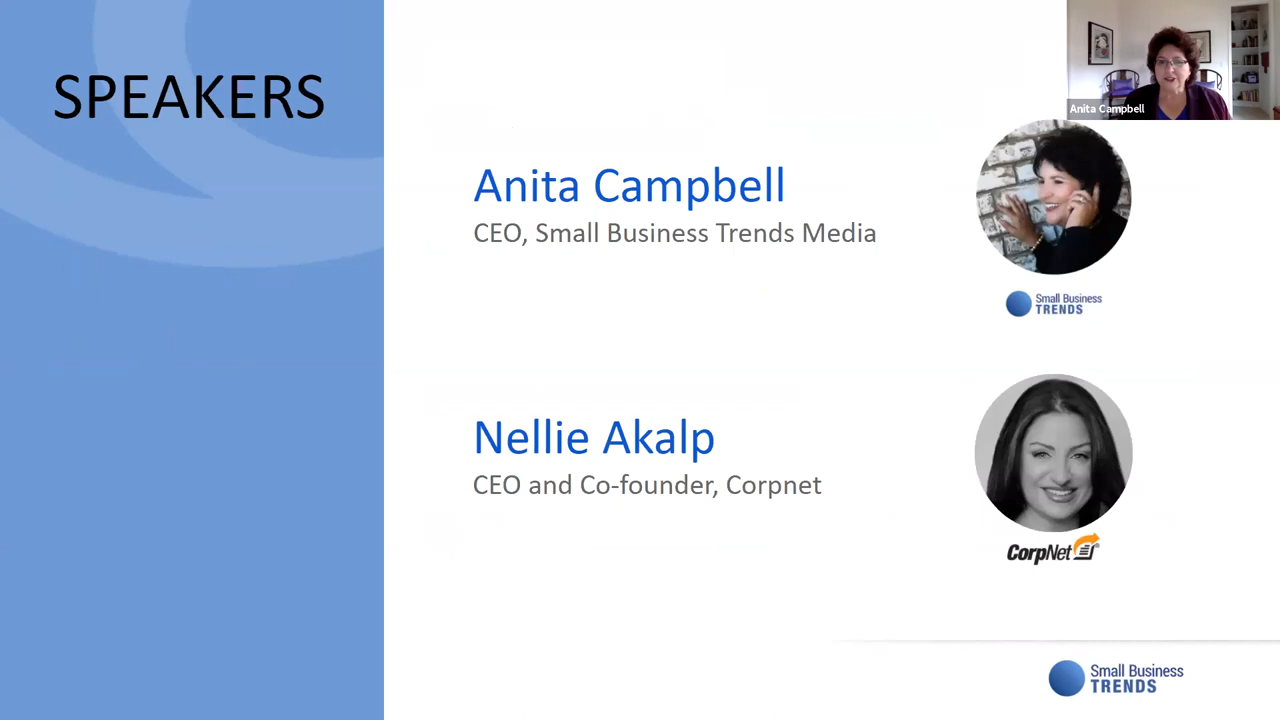 SPEAKERS
Anita Campbell
Anita Campbell
CEO, Small Business Trends Media
Small Business
TRENDS
Nellie Akalp
CEO and Co-founder, Corpnet
CorpNet®
Small Business
TRENDS